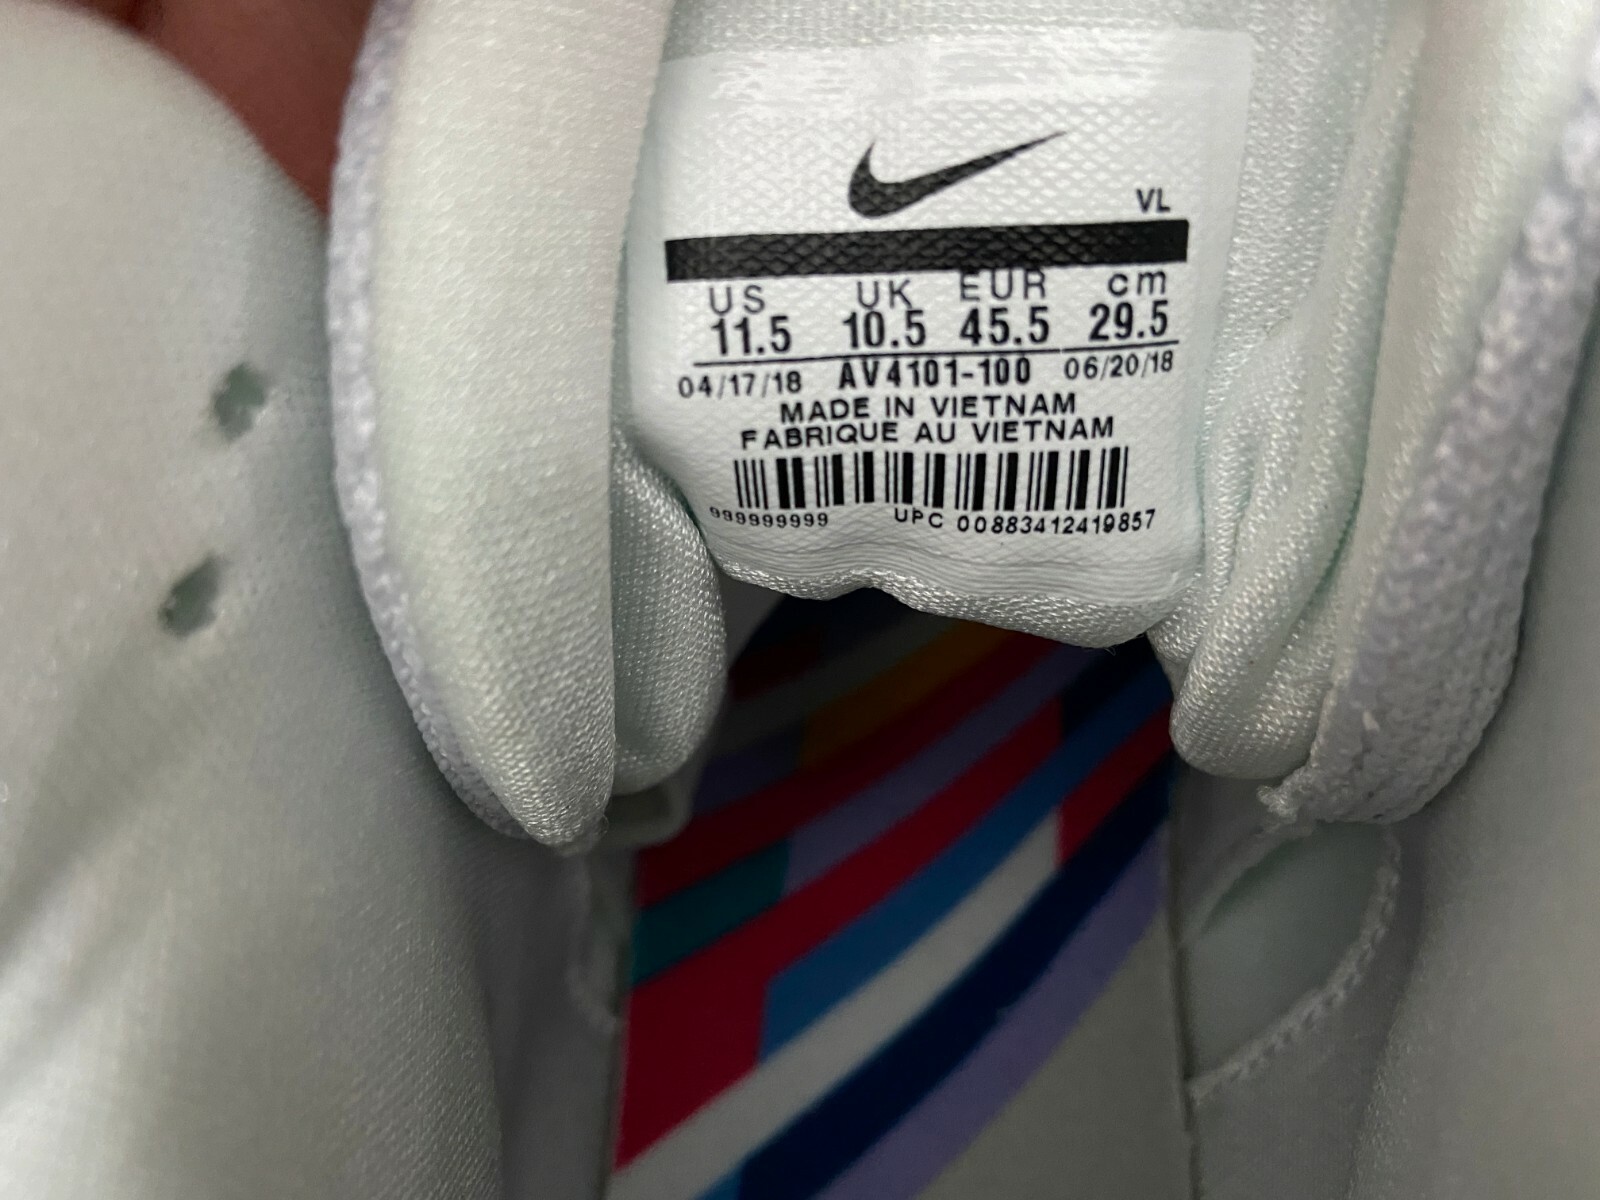 VL
US UK EUR cm
11.5 10.5 45.5 29.5
04/17/18 AV4101-100 06/20/18
MADE IN VIETNAM
FABRIQUE AU VIETNAM
999999999 UPC 00883412419857